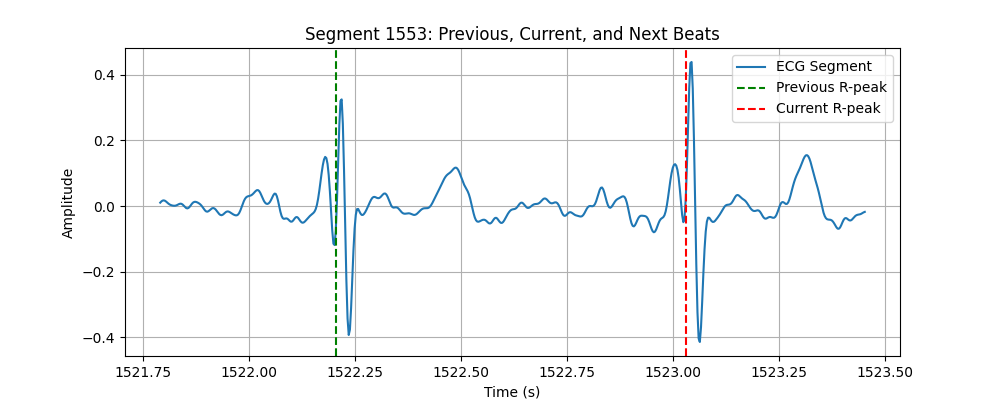 Segment 1553: Previous, Current, and Next Beats
ECG Segment
Previous R-peak
Current R-peak
Amplitude
0.4
0.2
0.0
−0.2
−0.4
1521.75 1522.00 1522.25 1522.50 1522.75 1523.00 1523.25 1523.50
Time (s)